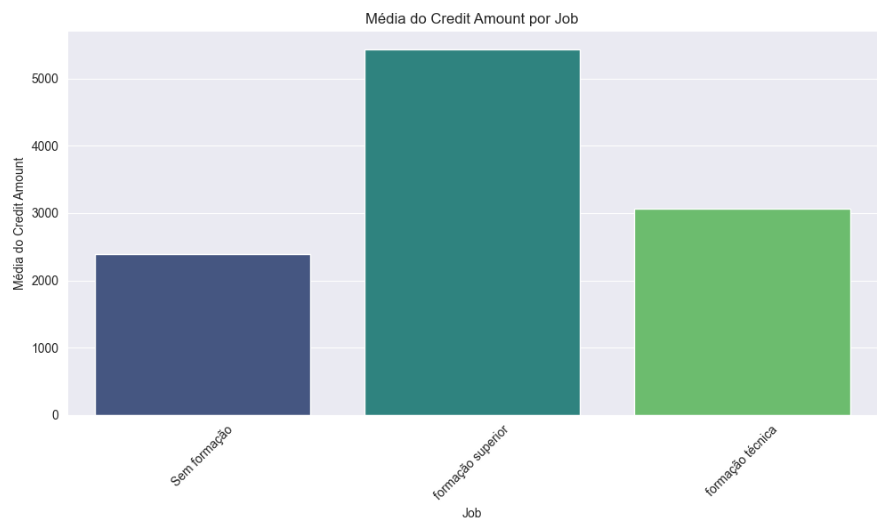 Média do Credit Amount por Job
Média do Credit Amount
5000
4000
3000
2000
1000
0
Sem formação
formação superior
formação técnica
Job